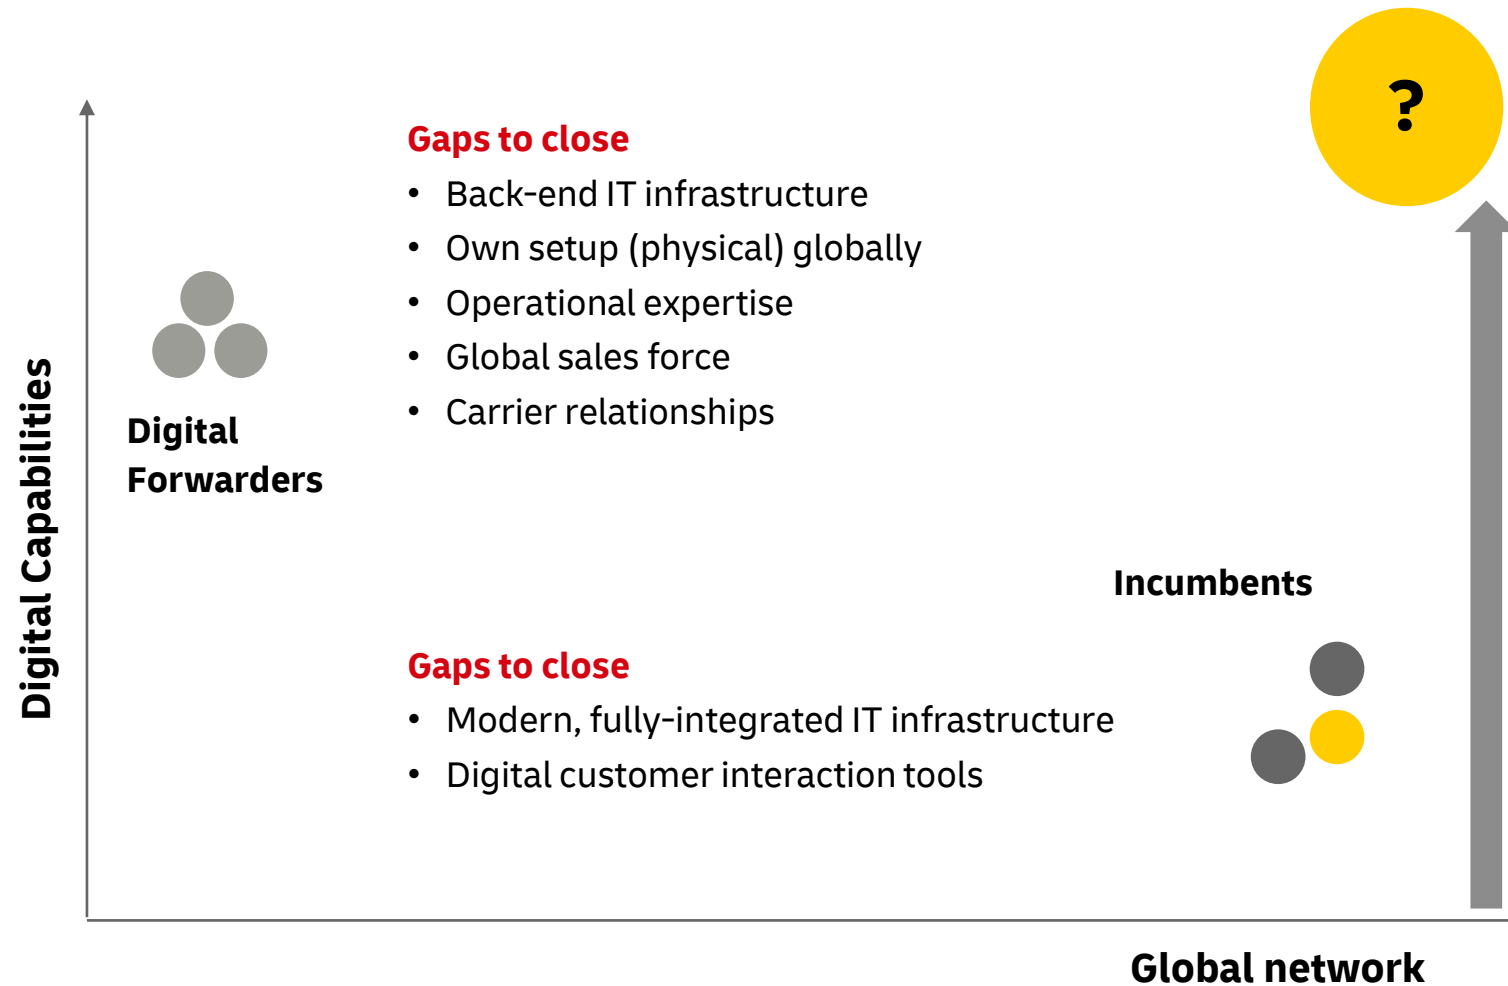 ?
Gaps to close
• Back-end IT infrastructure
• Own setup (physical) globally
• Operational expertise
• Global sales force
• Carrier relationships
Digital
Forwarders
Digital Capabilities
Incumbents
Gaps to close
• Modern, fully-integrated IT infrastructure
• Digital customer interaction tools
Global network